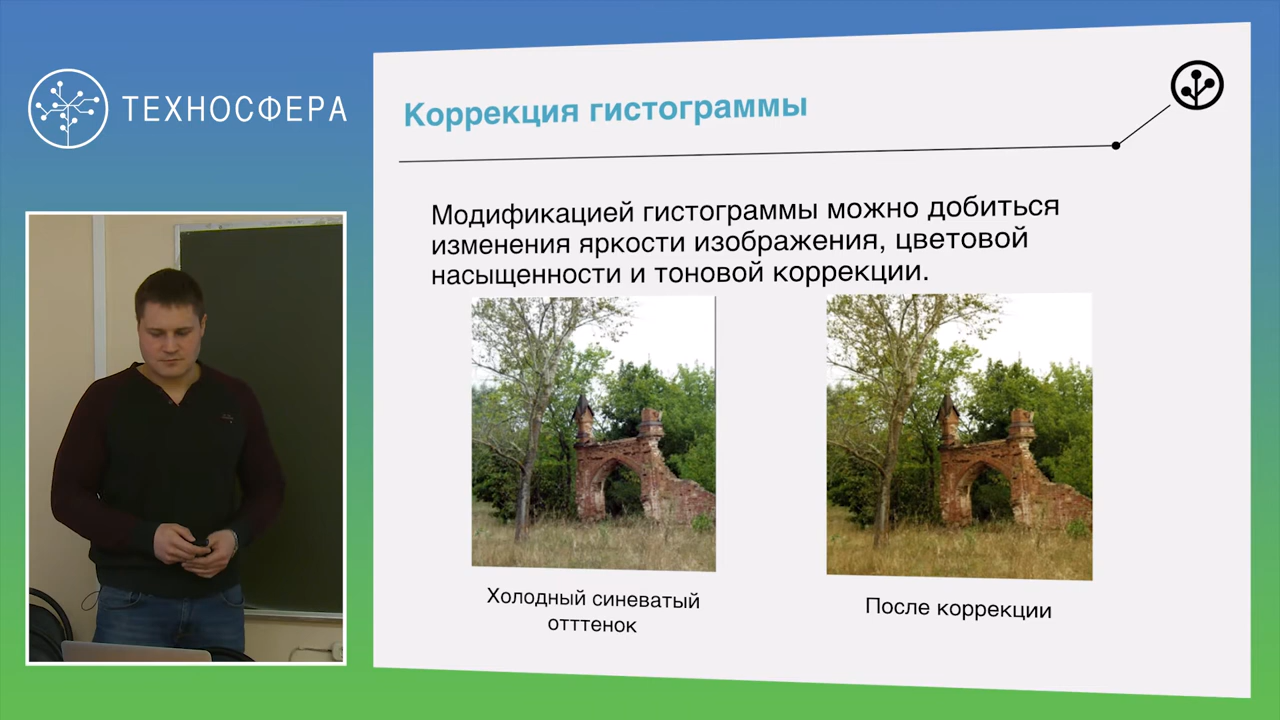 ТЕХНОСФЕРА
Коррекция гистограммы
Модификацией гистограммы можно добиться
изменения яркости изображения, цветовой
насыщенности и тоновой коррекции.
Холодный синеватый
отттенок
После коррекции